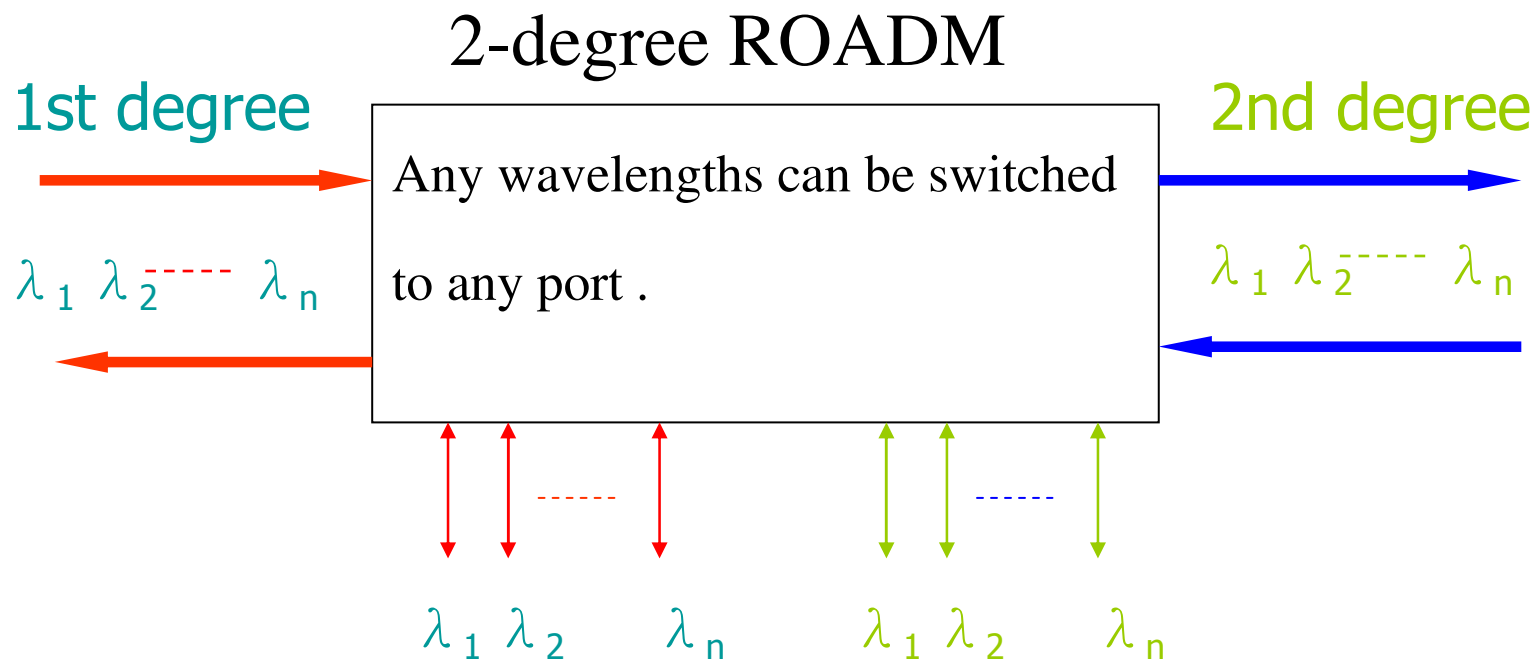 2-degree ROADM
1st degree
2nd degree
Any wavelengths can be switched
to any port .
λ1 λ2 ----- λn
λ1 λ2 ----- λn
λ1 λ2 ------ λn
λ1 λ2 ------ λn